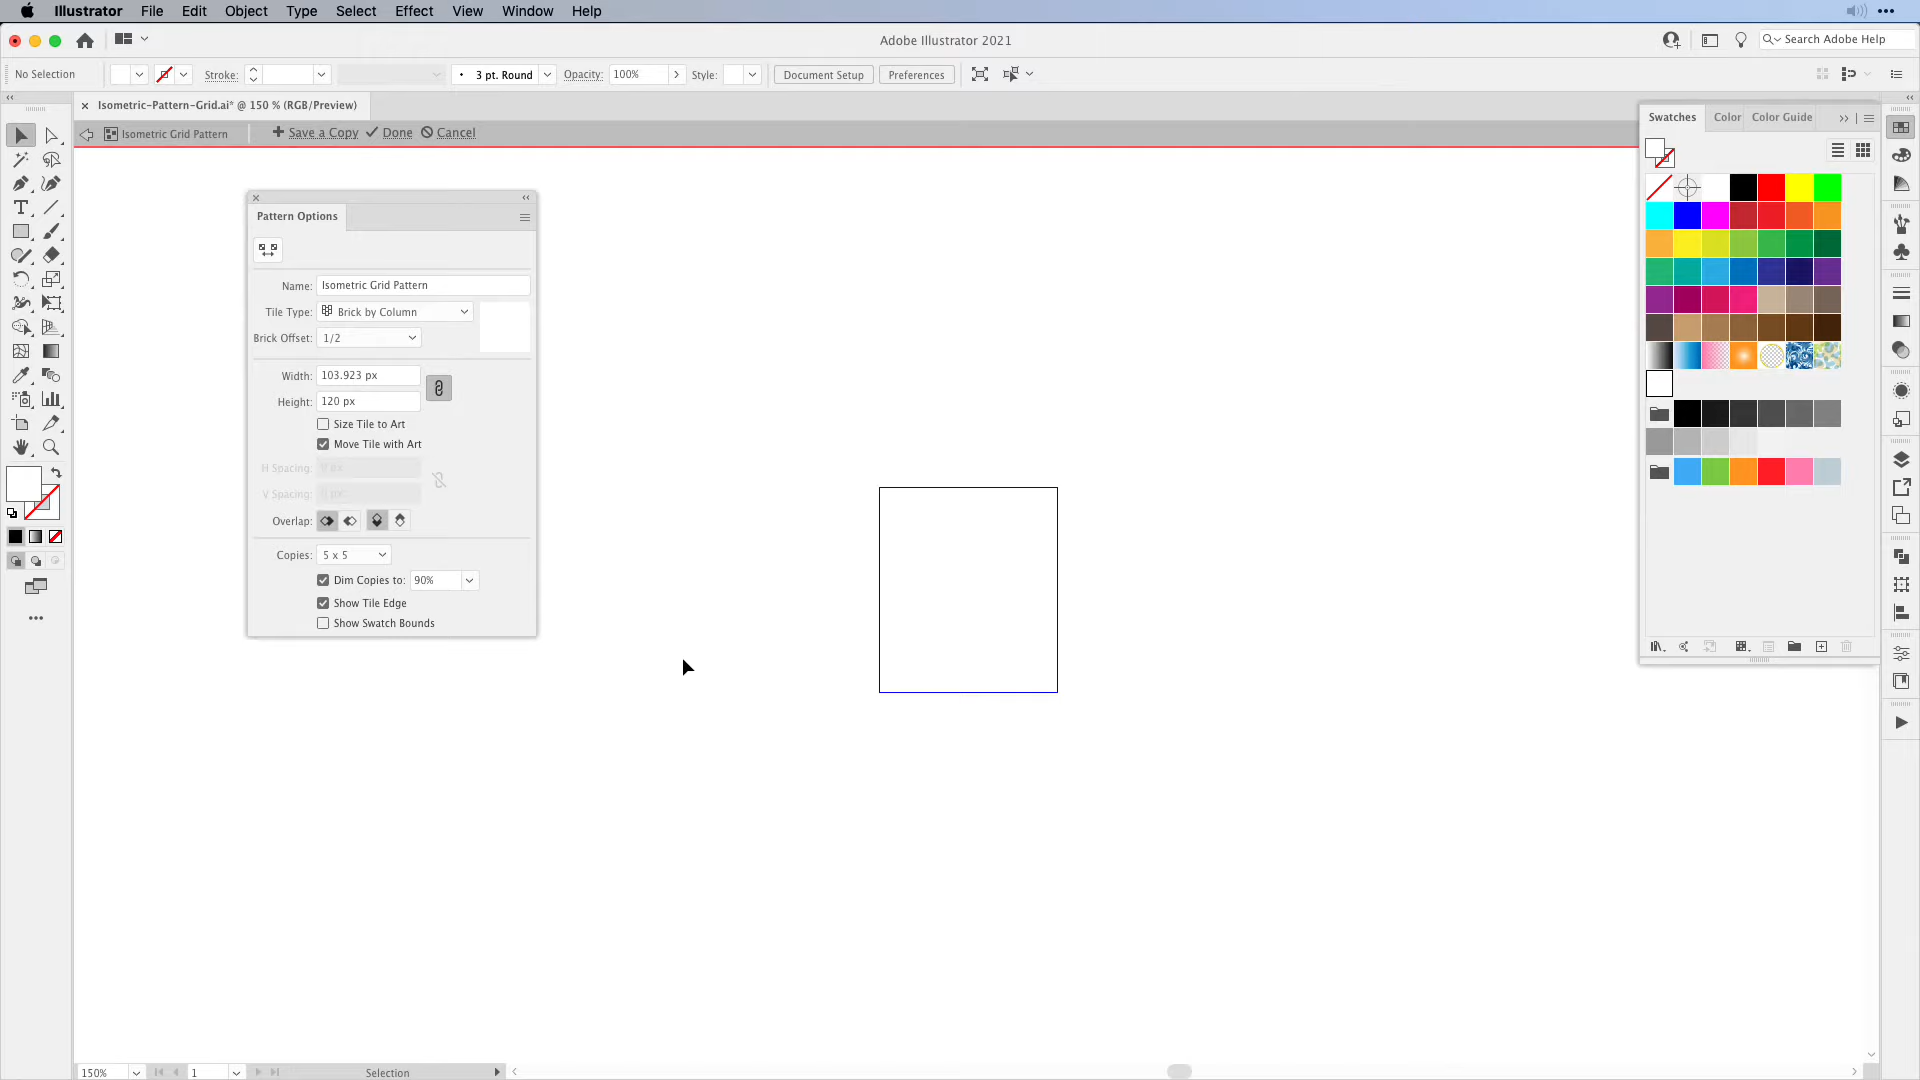 Illustrator File Edit Object Type Select Effect View Window Help
Adobe Illustrator 2021
Search Adobe Help
No Selection
Stroke:
3 pt. Round
Opacity: 100%
Style:
Document Setup
Preferences
Isometric-Pattern-Grid.ai* @ 150 % (RGB/Preview)
Isometric Grid Pattern
Save a Copy
Done
Cancel
Pattern Options
Name: Isometric Grid Pattern
Tile Type: Brick by Column
Brick Offset: 1/2
Width: 103.923 px
Height: 120 px
Size Tile to Art
Move Tile with Art
H Spacing: 0 px
V Spacing: 0 px
Overlap:
Copies: 5 x 5
Dim Copies to: 90%
Show Tile Edge
Show Swatch Bounds
Swatches
Color
Color Guide
150%
1
Selection